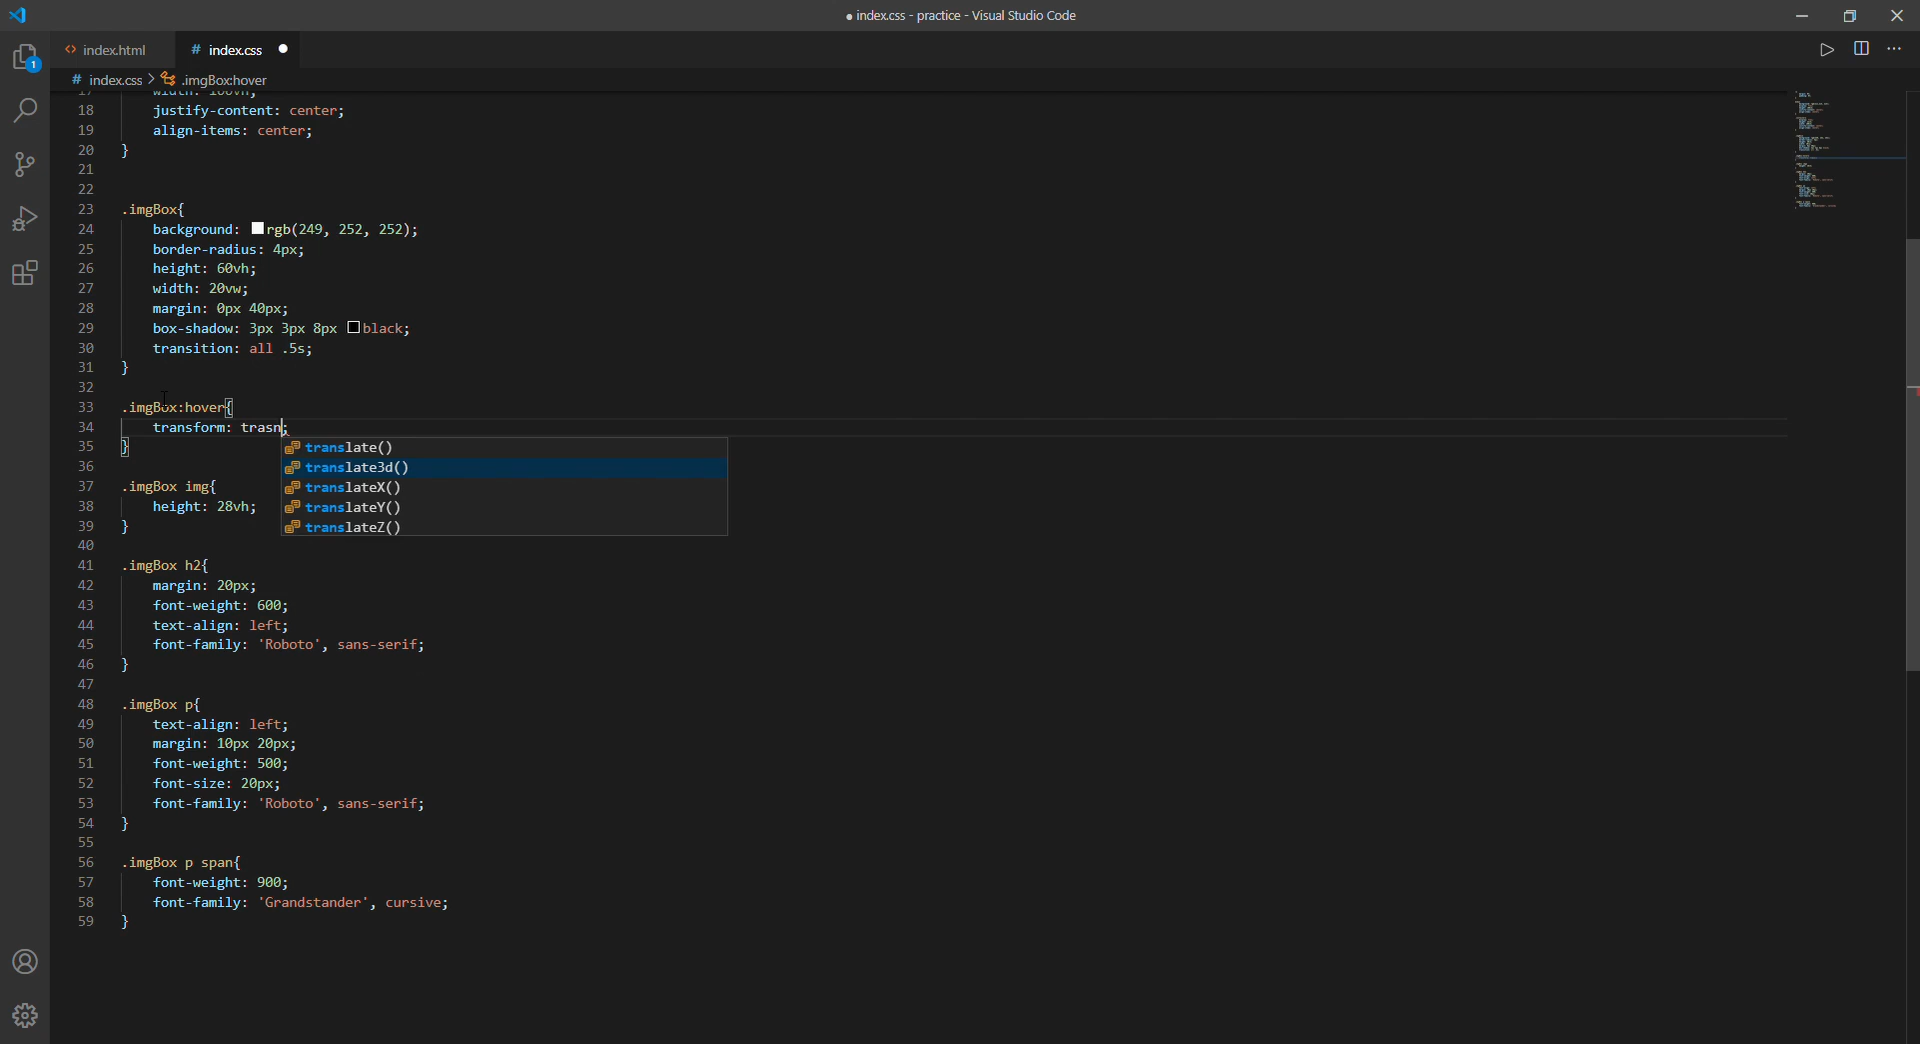 ● index.css - practice - Visual Studio Code
index.html
# index.css ●
1
# index.css > .imgBox:hover
17 width: 100vh;
18 justify-content: center;
19 align-items: center;
20 }
21
22
23 .imgBox{
24 background: rgb(249, 252, 252);
25 border-radius: 4px;
26 height: 60vh;
27 width: 20vw;
28 margin: 0px 40px;
29 box-shadow: 3px 3px 8px black;
30 transition: all .5s;
31 }
32
33 .imgBox:hover{
34 transform: trasn;
35 }
translate()
translate3d()
translateX()
translateY()
translateZ()
36
37 .imgBox img{
38 height: 28vh;
39 }
40
41 .imgBox h2{
42 margin: 20px;
43 font-weight: 600;
44 text-align: left;
45 font-family: 'Roboto', sans-serif;
46 }
47
48 .imgBox p{
49 text-align: left;
50 margin: 10px 20px;
51 font-weight: 500;
52 font-size: 20px;
53 font-family: 'Roboto', sans-serif;
54 }
55
56 .imgBox p span{
57 font-weight: 900;
58 font-family: 'Grandstander', cursive;
59 }